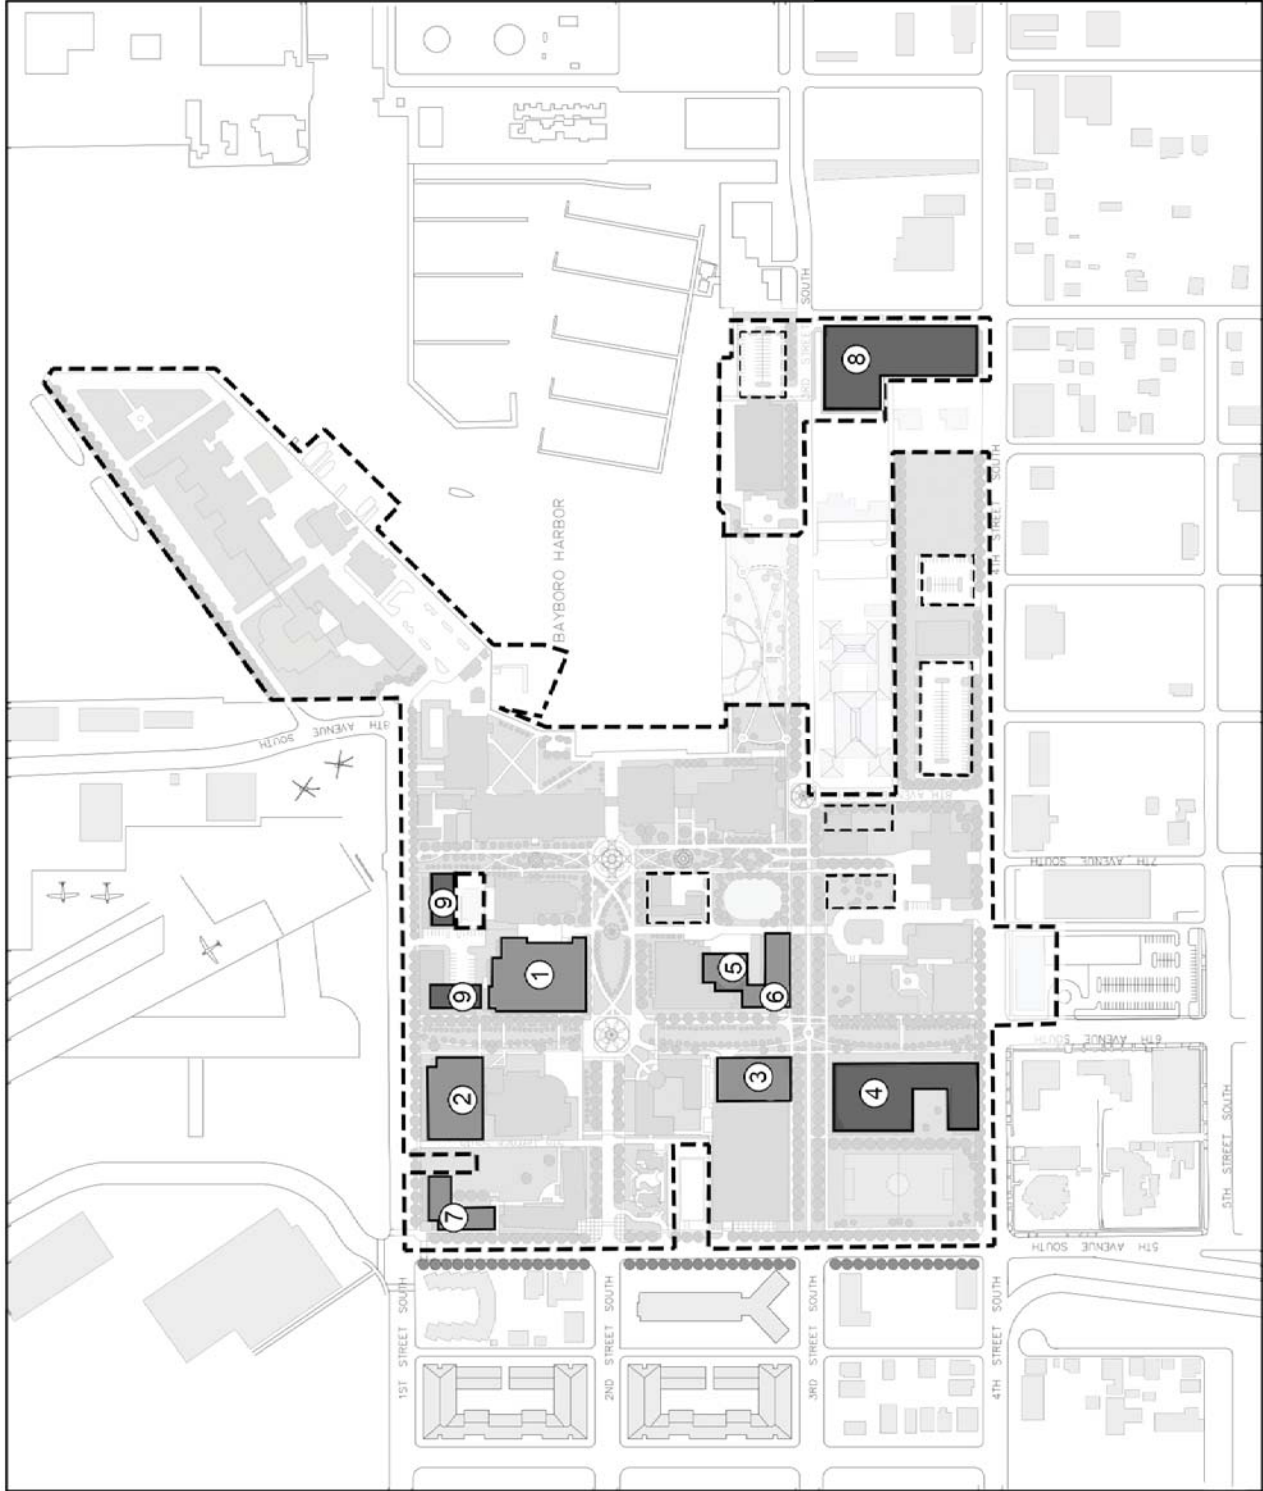 SOUTH
3RD STREET
8
4TH STREET SOUTH
BAYBORO HARBOR
8TH AVENUE SOUTH
7TH AVENUE SOUTH
9
1
5
9
6
6TH AVENUE SOUTH
3
2
4
7
5TH STREET SOUTH
5TH AVENUE SOUTH
1ST STREET SOUTH
2ND STREET SOUTH
3RD STREET SOUTH
4TH STREET SOUTH